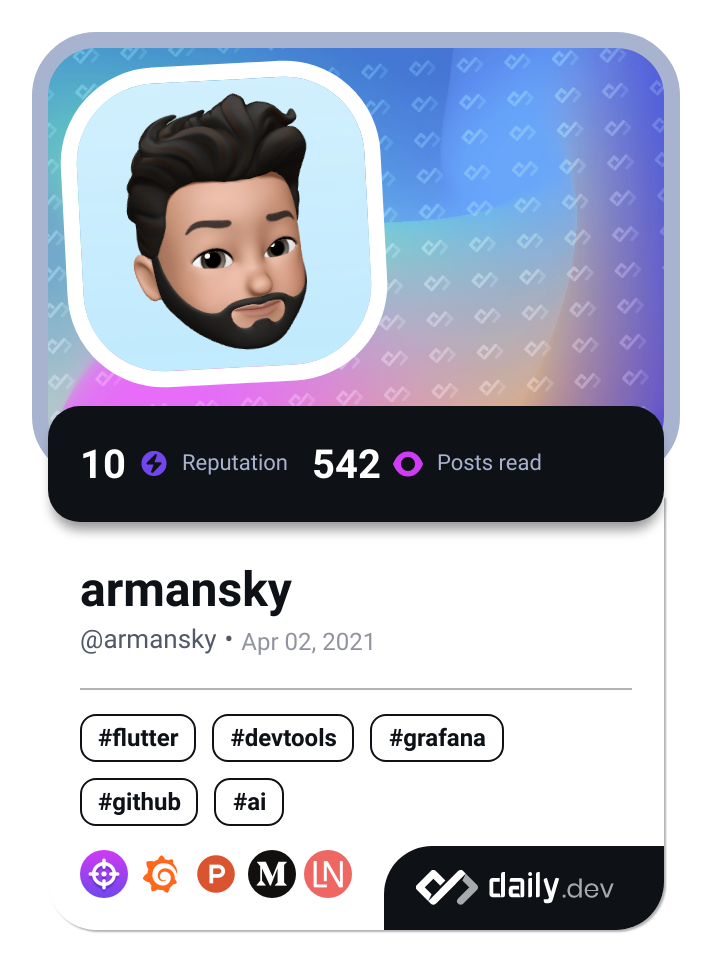 10 Reputation 542 Posts read
armansky
@armansky • Apr 02, 2021
#flutter #devtools #grafana
#github #ai
P M LN daily.dev